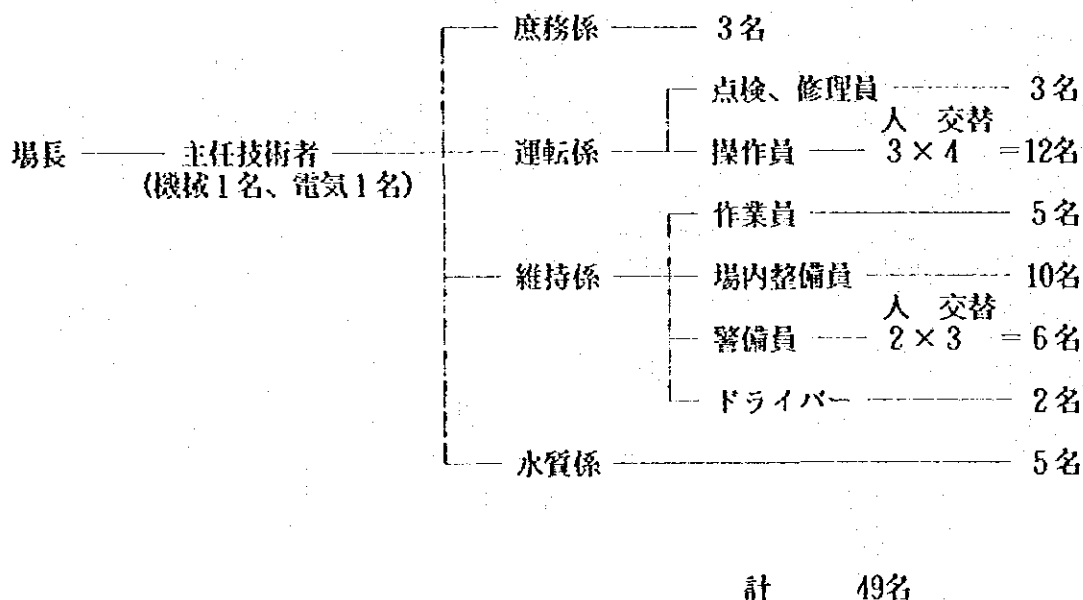 庶務係 3名
点検、修理員 3名
人 交替
場長 主任技術者 運転係 操作員 3×4 =12名
(機械1名、電気1名)
作業員 5名
維持係 場内整備員 10名
人 交替
警備員 2×3 =6名
ドライバー 2名
水質係 5名
計 49名